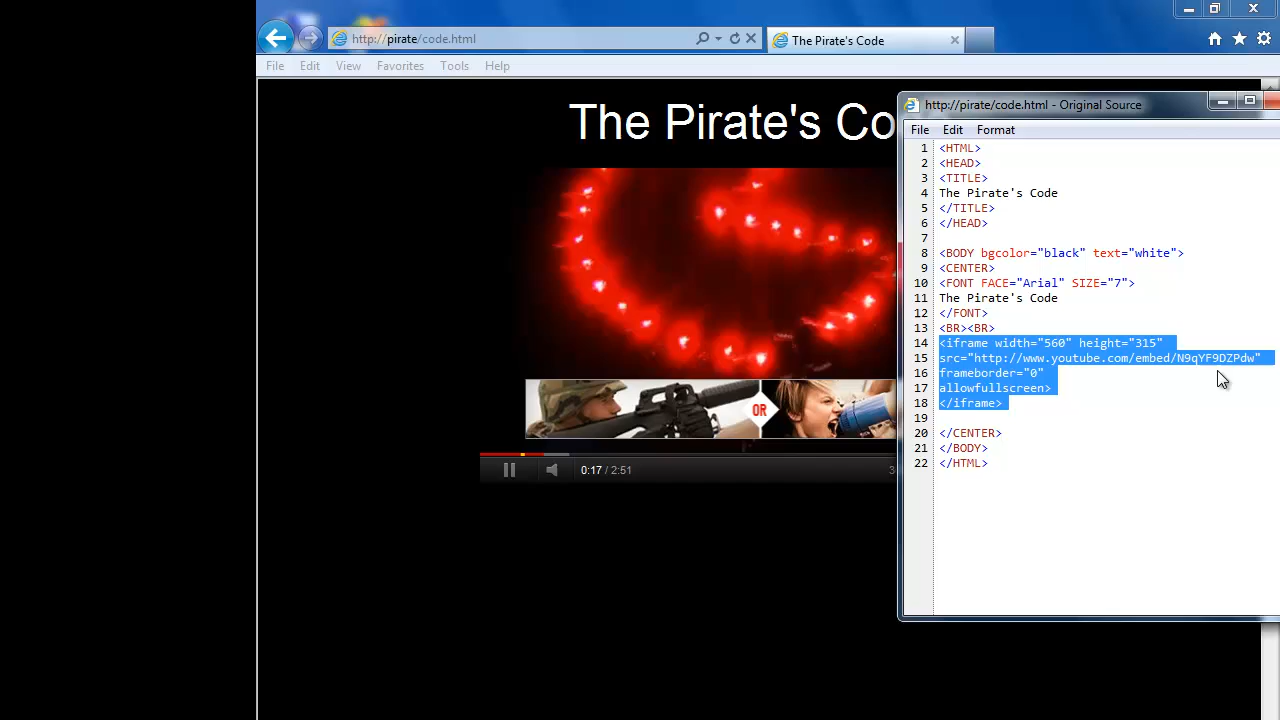 http://pirate/code.html
The Pirate's Code
File Edit View Favorites Tools Help
The Pirate's Co
OR
0:17 / 2:51
http://pirate/code.html - Original Source
File Edit Format
1 <HTML>
2 <HEAD>
3 <TITLE>
4 The Pirate's Code
5 </TITLE>
6 </HEAD>
7
8 <BODY bgcolor="black" text="white">
9 <CENTER>
10 <FONT FACE="Arial" SIZE="7">
11 The Pirate's Code
12 </FONT>
13 <BR><BR>
14 <iframe width="560" height="315"
15 src="http://www.youtube.com/embed/N9qYF9DZPdw"
16 frameborder="0"
17 allowfullscreen>
18 </iframe>
19
20 </CENTER>
21 </BODY>
22 </HTML>